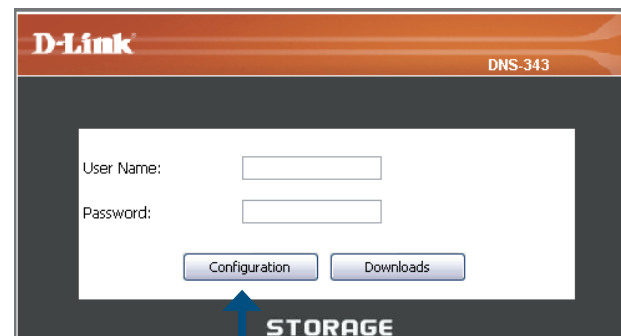 D-Link
DNS-343
User Name:
Password:
Configuration Downloads
STORAGE